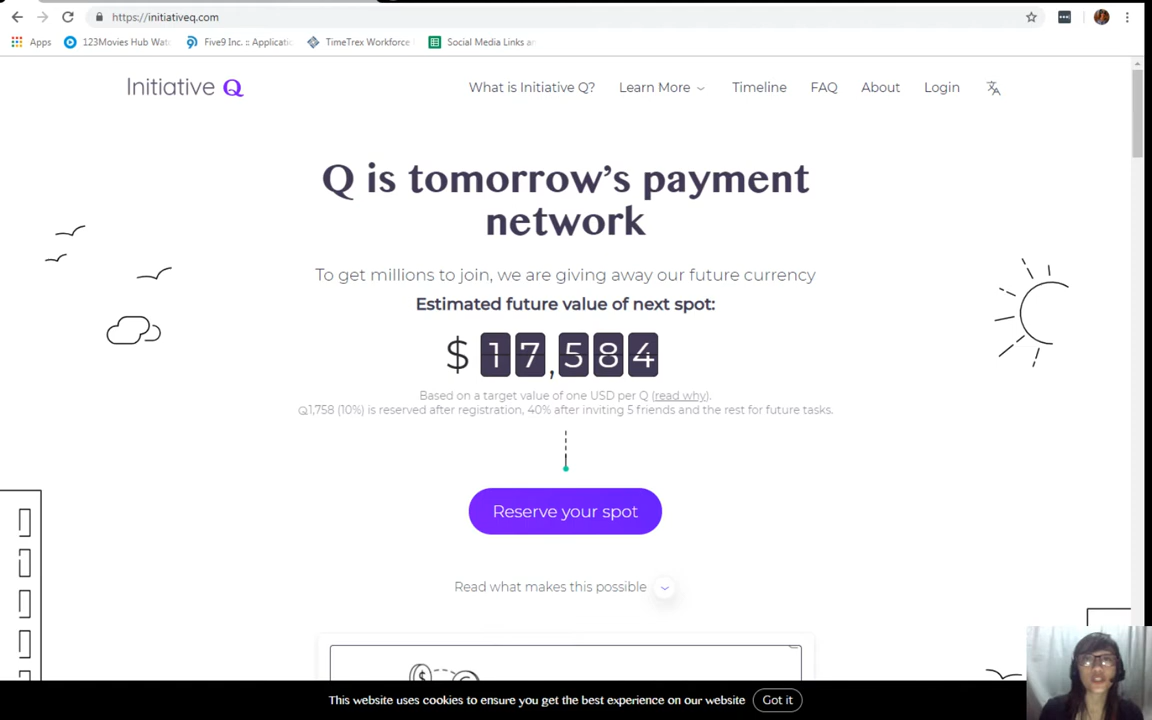 https://initiativeq.com
Apps 123Movies Hub Wat Five9 Inc. :: Applicatio TimeTrex Workforce Social Media Links an
Initiative Q What is Initiative Q? Learn More Timeline FAQ About Login
Q is tomorrow's payment
network
To get millions to join, we are giving away our future currency
Estimated future value of next spot:
$ 17,584
Based on a target value of one USD per Q (read why).
Q1,758 (10%) is reserved after registration, 40% after inviting 5 friends and the rest for future tasks.
Reserve your spot
Read what makes this possible
This website uses cookies to ensure you get the best experience on our website Got it